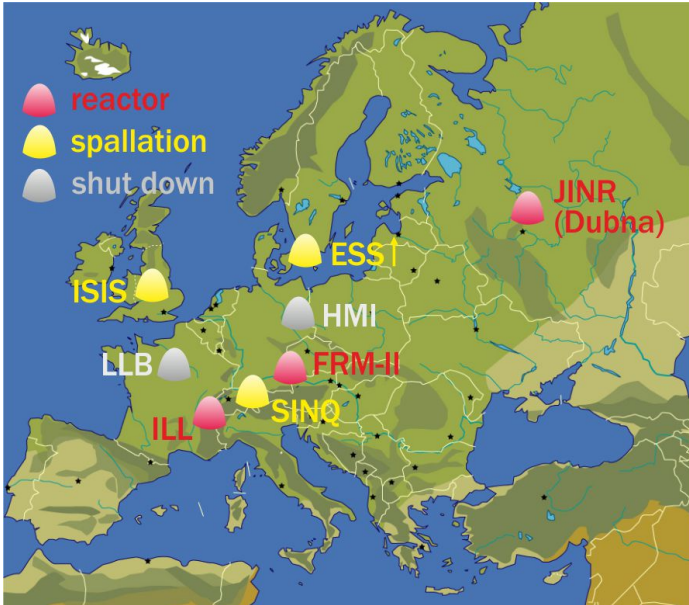 reactor
spallation
shut down
JINR
(Dubna)
ESS↑
ISIS
HMI
LLB
FRM-II
SINQ
ILL